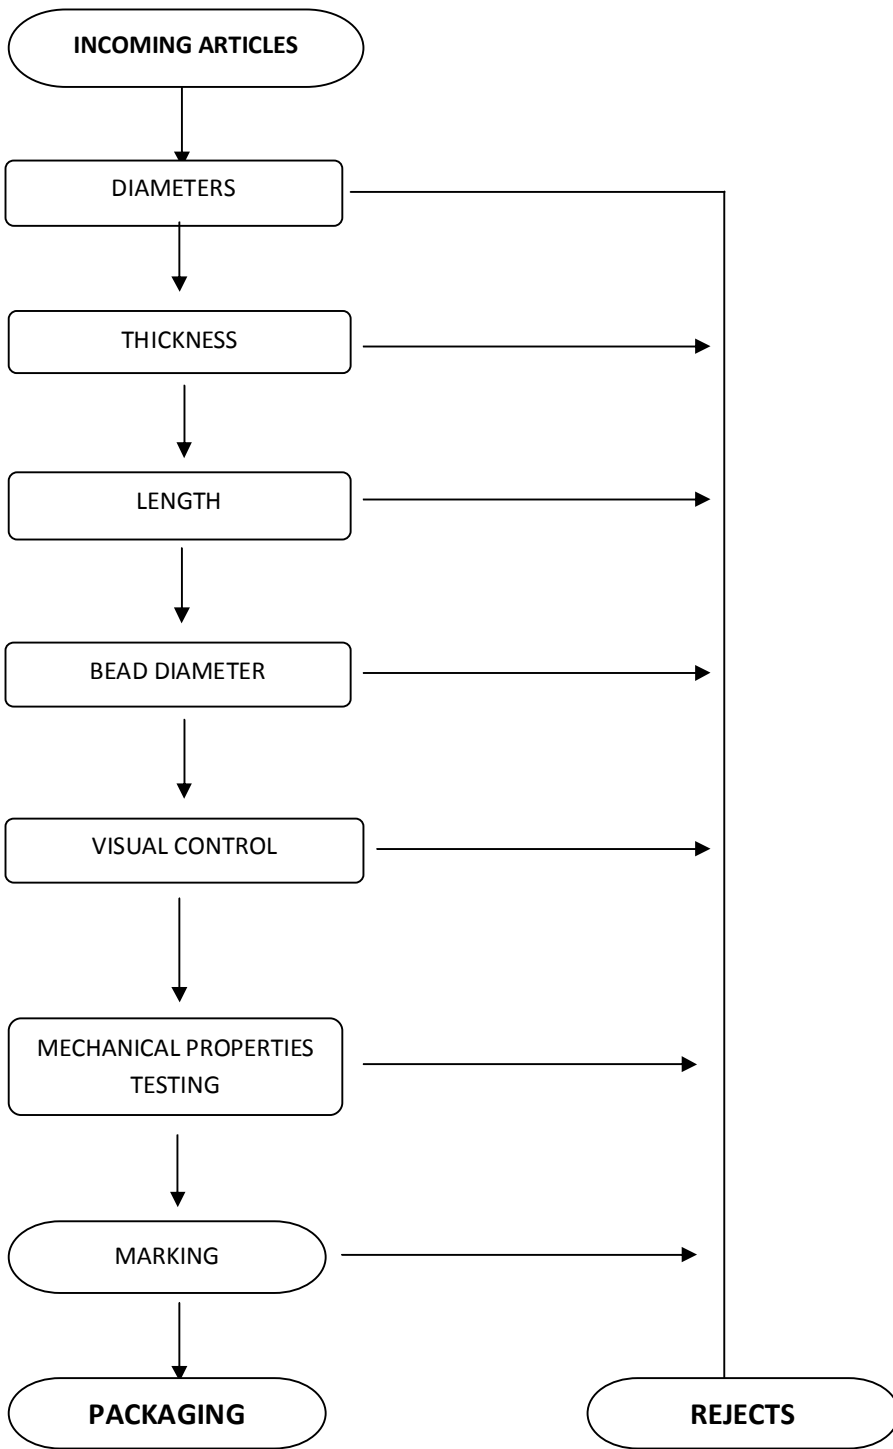 INCOMING ARTICLES
DIAMETERS
THICKNESS
LENGTH
BEAD DIAMETER
VISUAL CONTROL
MECHANICAL PROPERTIES
TESTING
MARKING
PACKAGING
REJECTS